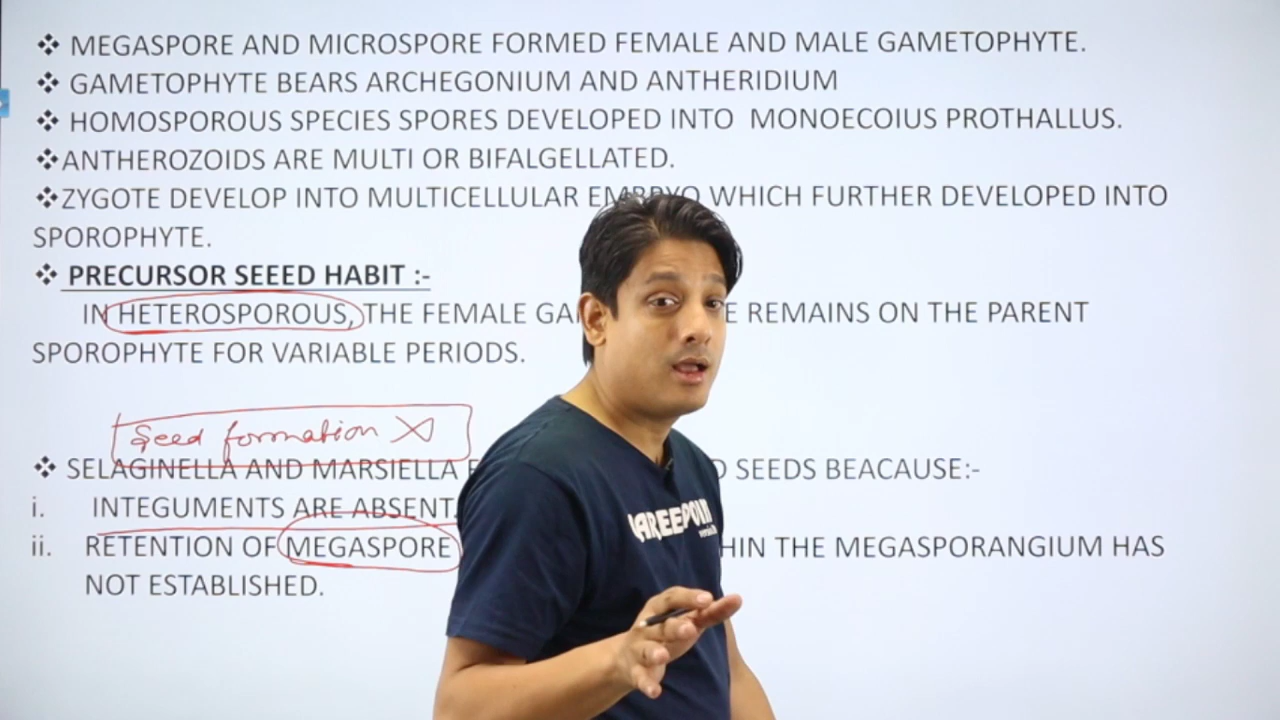 ❖ MEGASPORE AND MICROSPORE FORMED FEMALE AND MALE GAMETOPHYTE.
❖ GAMETOPHYTE BEARS ARCHEGONIUM AND ANTHERIDIUM
❖ HOMOSPOROUS SPECIES SPORES DEVELOPED INTO MONOECOIUS PROTHALLUS.
❖ANTHEROZOIDS ARE MULTI OR BIFALGELLATED.
❖ZYGOTE DEVELOP INTO MULTICELLULAR EMBRYO WHICH FURTHER DEVELOPED INTO
SPOROPHYTE.
❖ PRECURSOR SEEED HABIT :-
IN HETEROSPOROUS, THE FEMALE GA E REMAINS ON THE PARENT
SPOROPHYTE FOR VARIABLE PERIODS.
Seed formation X
❖ SELAGINELLA AND MARSIELLA SEEDS BEACAUSE:-
i. INTEGUMENTS ARE ABSENT.
ii. RETENTION OF MEGASPORE HIN THE MEGASPORANGIUM HAS
NOT ESTABLISHED.
AREEPOIN